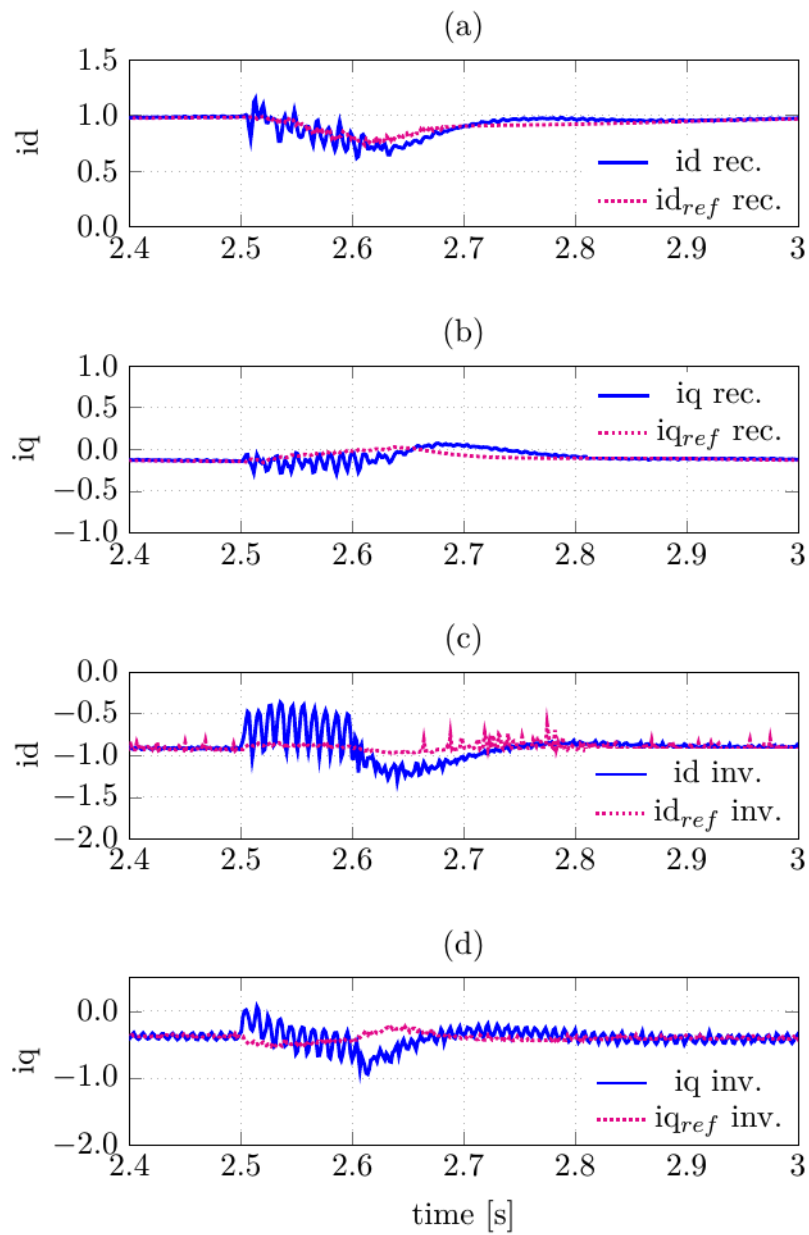 (a)
1.5
1.0
0.5
0.0
id
id rec.
id_ref rec.
2.4 2.5 2.6 2.7 2.8 2.9 3
(b)
1.0
0.5
0.0
−0.5
−1.0
iq
iq rec.
iq_ref rec.
2.4 2.5 2.6 2.7 2.8 2.9 3
(c)
0.0
−0.5
−1.0
−1.5
−2.0
id
id inv.
id_ref inv.
2.4 2.5 2.6 2.7 2.8 2.9 3
(d)
0.0
−1.0
−2.0
iq
iq inv.
iq_ref inv.
2.4 2.5 2.6 2.7 2.8 2.9 3
time [s]